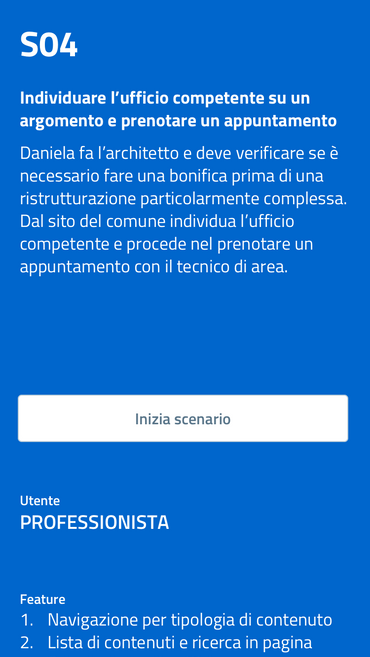 S04
Individuare l’ufficio competente su un
argomento e prenotare un appuntamento
Daniela fa l’architetto e deve verificare se è
necessario fare una bonifica prima di una
ristrutturazione particolarmente complessa.
Dal sito del comune individua l’ufficio
competente e procede nel prenotare un
appuntamento con il tecnico di area.
Inizia scenario
Utente
PROFESSIONISTA
Feature
1. Navigazione per tipologia di contenuto
2. Lista di contenuti e ricerca in pagina